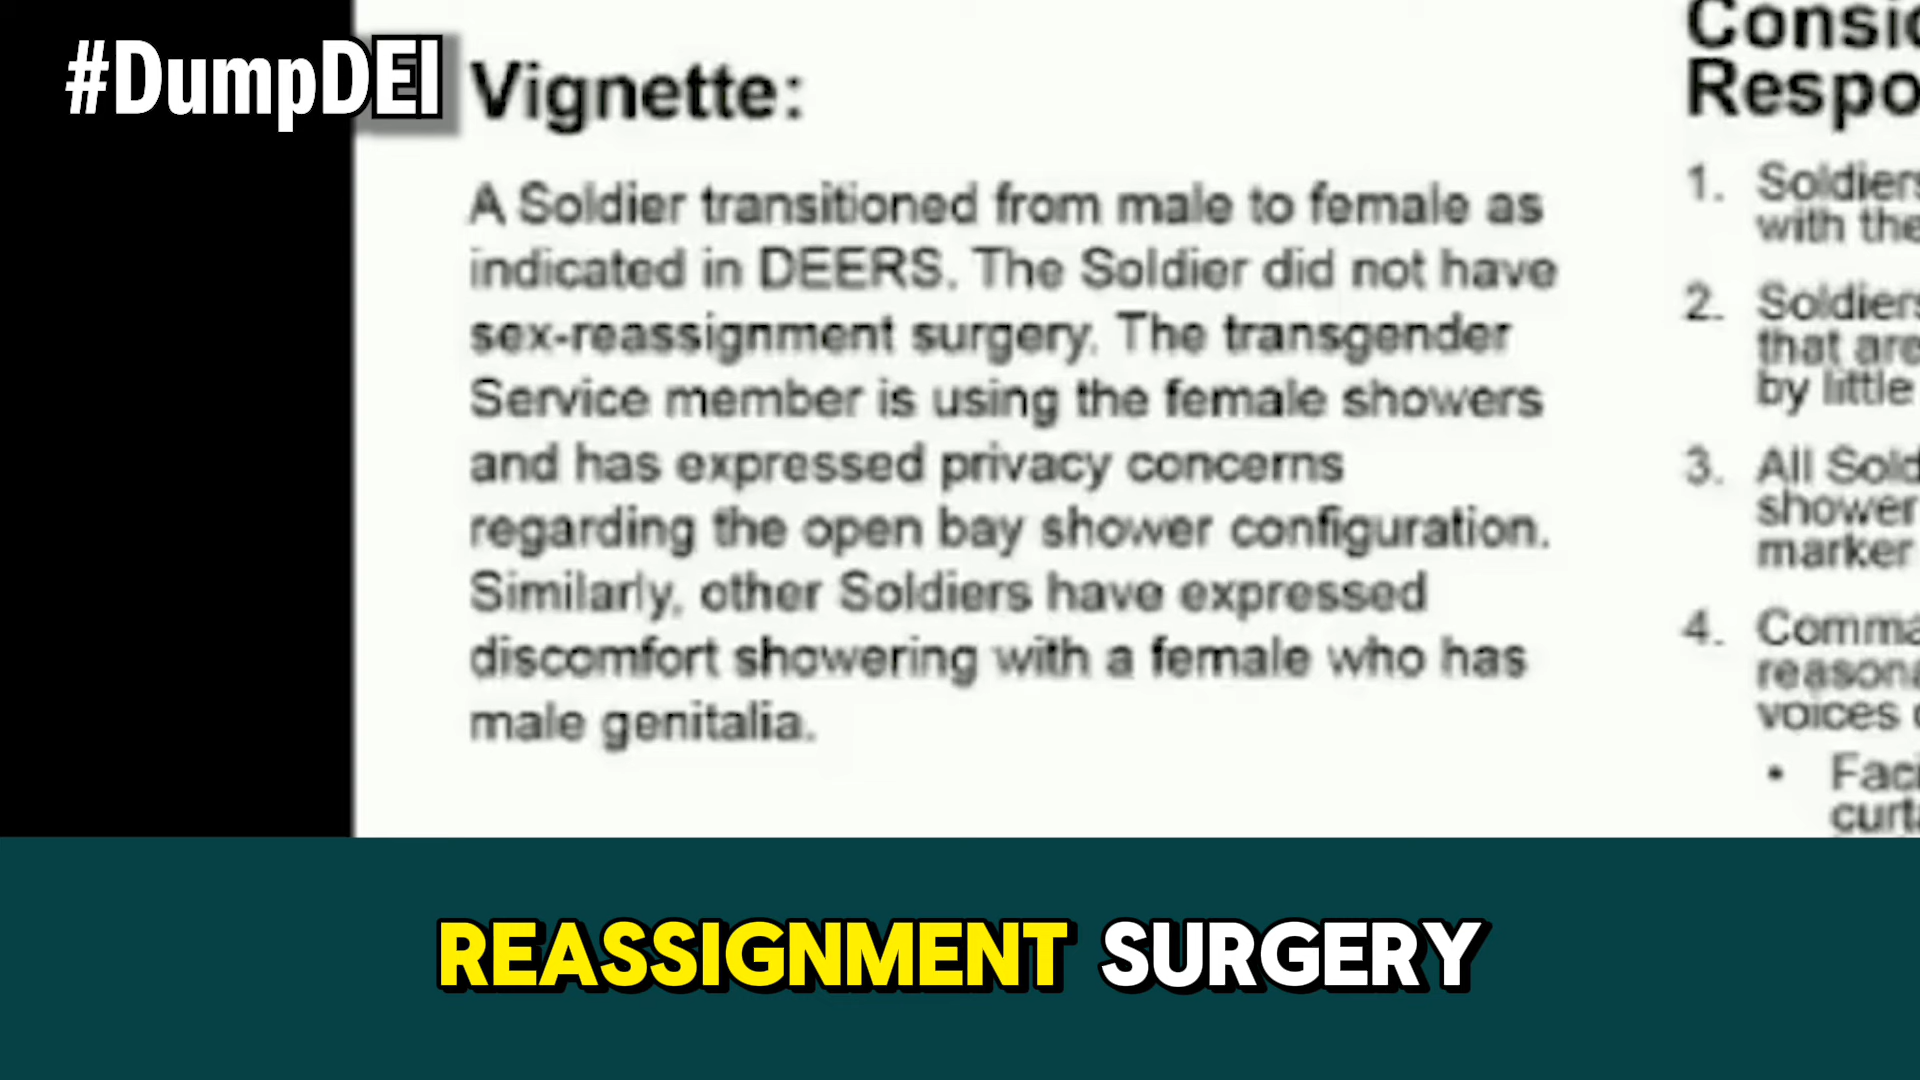 #DumpDEI
Vignette:
A Soldier transitioned from male to female as
indicated in DEERS. The Soldier did not have
sex-reassignment surgery. The transgender
Service member is using the female showers
and has expressed privacy concerns
regarding the open bay shower configuration.
Similarly, other Soldiers have expressed
discomfort showering with a female who has
male genitalia.
1. Soldiers
with the
2. Soldiers
that are
by little
3. All
shower
marker
4.
voices
•
REASSIGNMENT SURGERY